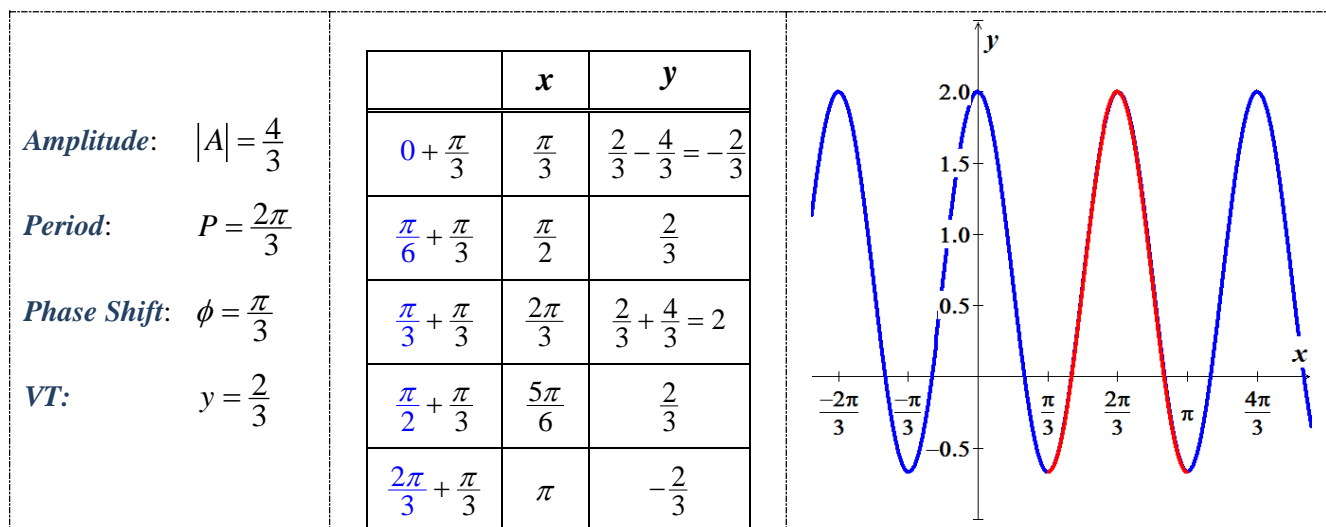 Amplitude: |A| = 4/3
Period: P = 2π/3
Phase Shift: ϕ = π/3
VT: y = 2/3
x y
0 + π/3 π/3 2/3 − 4/3 = −2/3
π/6 + π/3 π/2 2/3
π/3 + π/3 2π/3 2/3 + 4/3 = 2
π/2 + π/3 5π/6 2/3
2π/3 + π/3 π −2/3
y
2.0
1.5
1.0
0.5
x
−2π/3 −π/3 π/3 2π/3 π 4π/3
−0.5